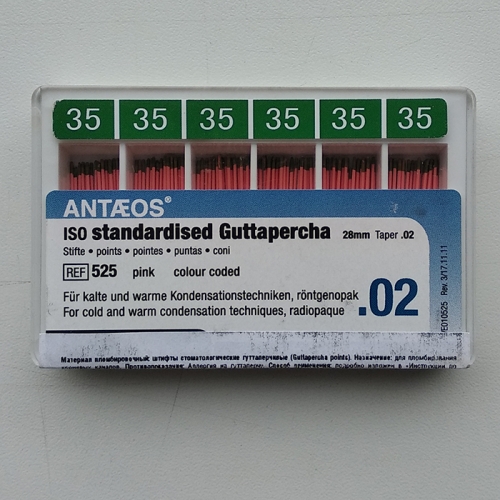 35 35 35 35 35 35
ANTÆOS®
ISO standardised Guttapercha 28mm Taper .02
Stifte • points • pointes • puntas • coni
REF 525 pink colour coded
Für kalte und warme Kondensationstechniken, röntgenopak
For cold and warm condensation techniques, radiopaque
.02
E010525 Rev. 3/17.11.11
Материал пломбировочный: штифты стоматологические гуттаперчевые (Guttapercha points). Назначение: для пломбирования
корневых каналов. Противопоказания: Аллергия на гуттаперчу. Способ применения: подробно изложен в «Инструкции по